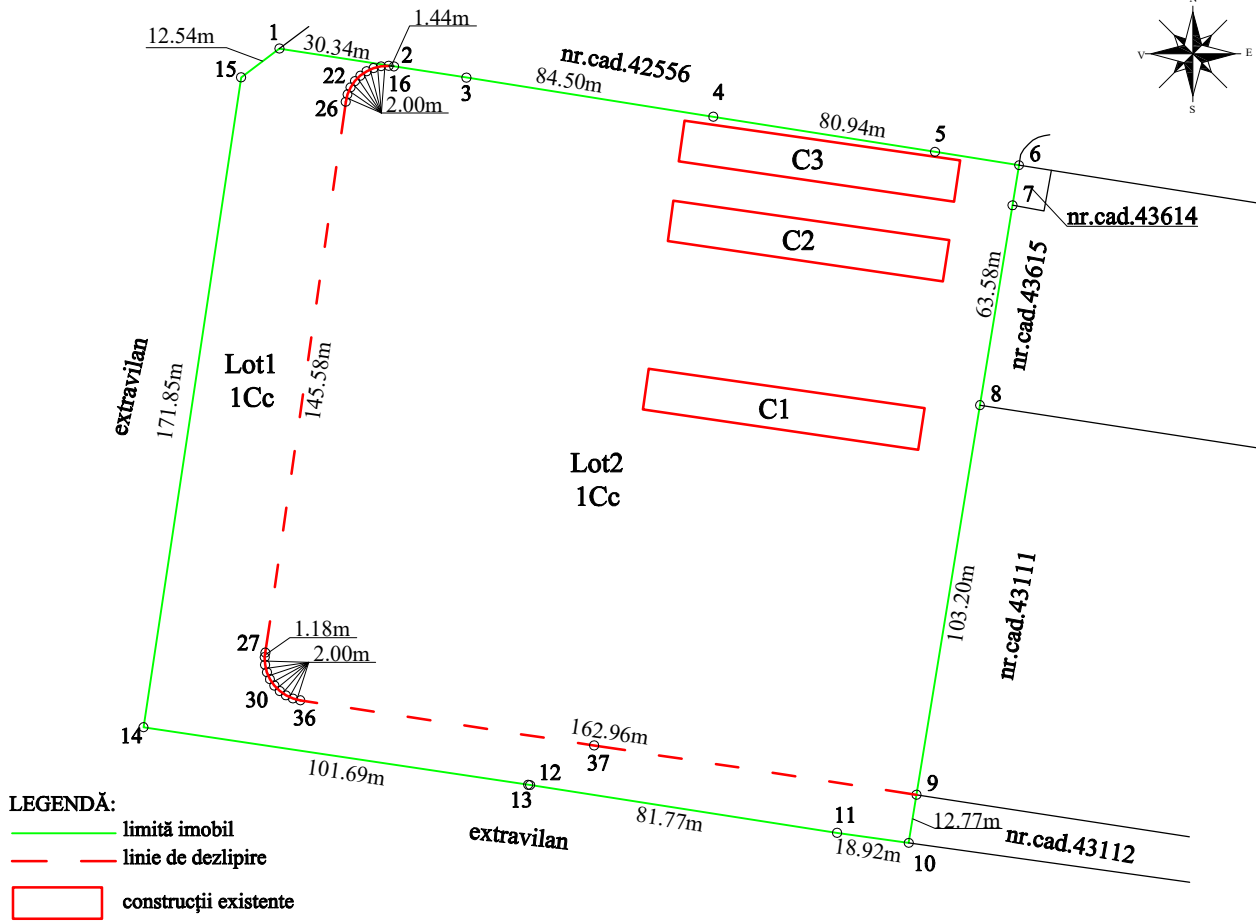 N
V
E
S
1.44m
12.54m
1
30.34m
2
nr.cad.42556
15
22
16
3
84.50m
26
2.00m
4
80.94m
5
6
C3
7
nr.cad.43614
C2
63.58m
nr.cad.43615
Lot1
1Cc
145.58m
extravilan
171.85m
C1
8
Lot2
1Cc
103.20m
nr.cad.43111
27
1.18m
2.00m
30
36
14
162.96m
37
101.69m
12
13
9
81.77m
11
12.77m
nr.cad.43112
18.92m
10
extravilan
LEGENDĂ:
limită imobil
linie de dezlipire
construcții existente